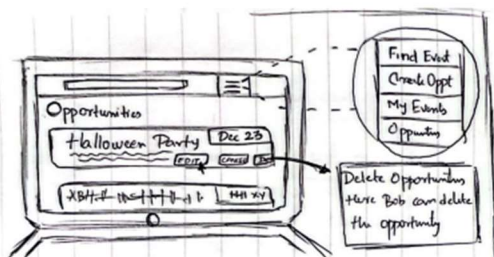 Opportunities
Halloween Party
Dec 23
EDIT
Find Event
Create Oppt
My Events
Delete Opportunities
Here Bob can delete
the opportunity